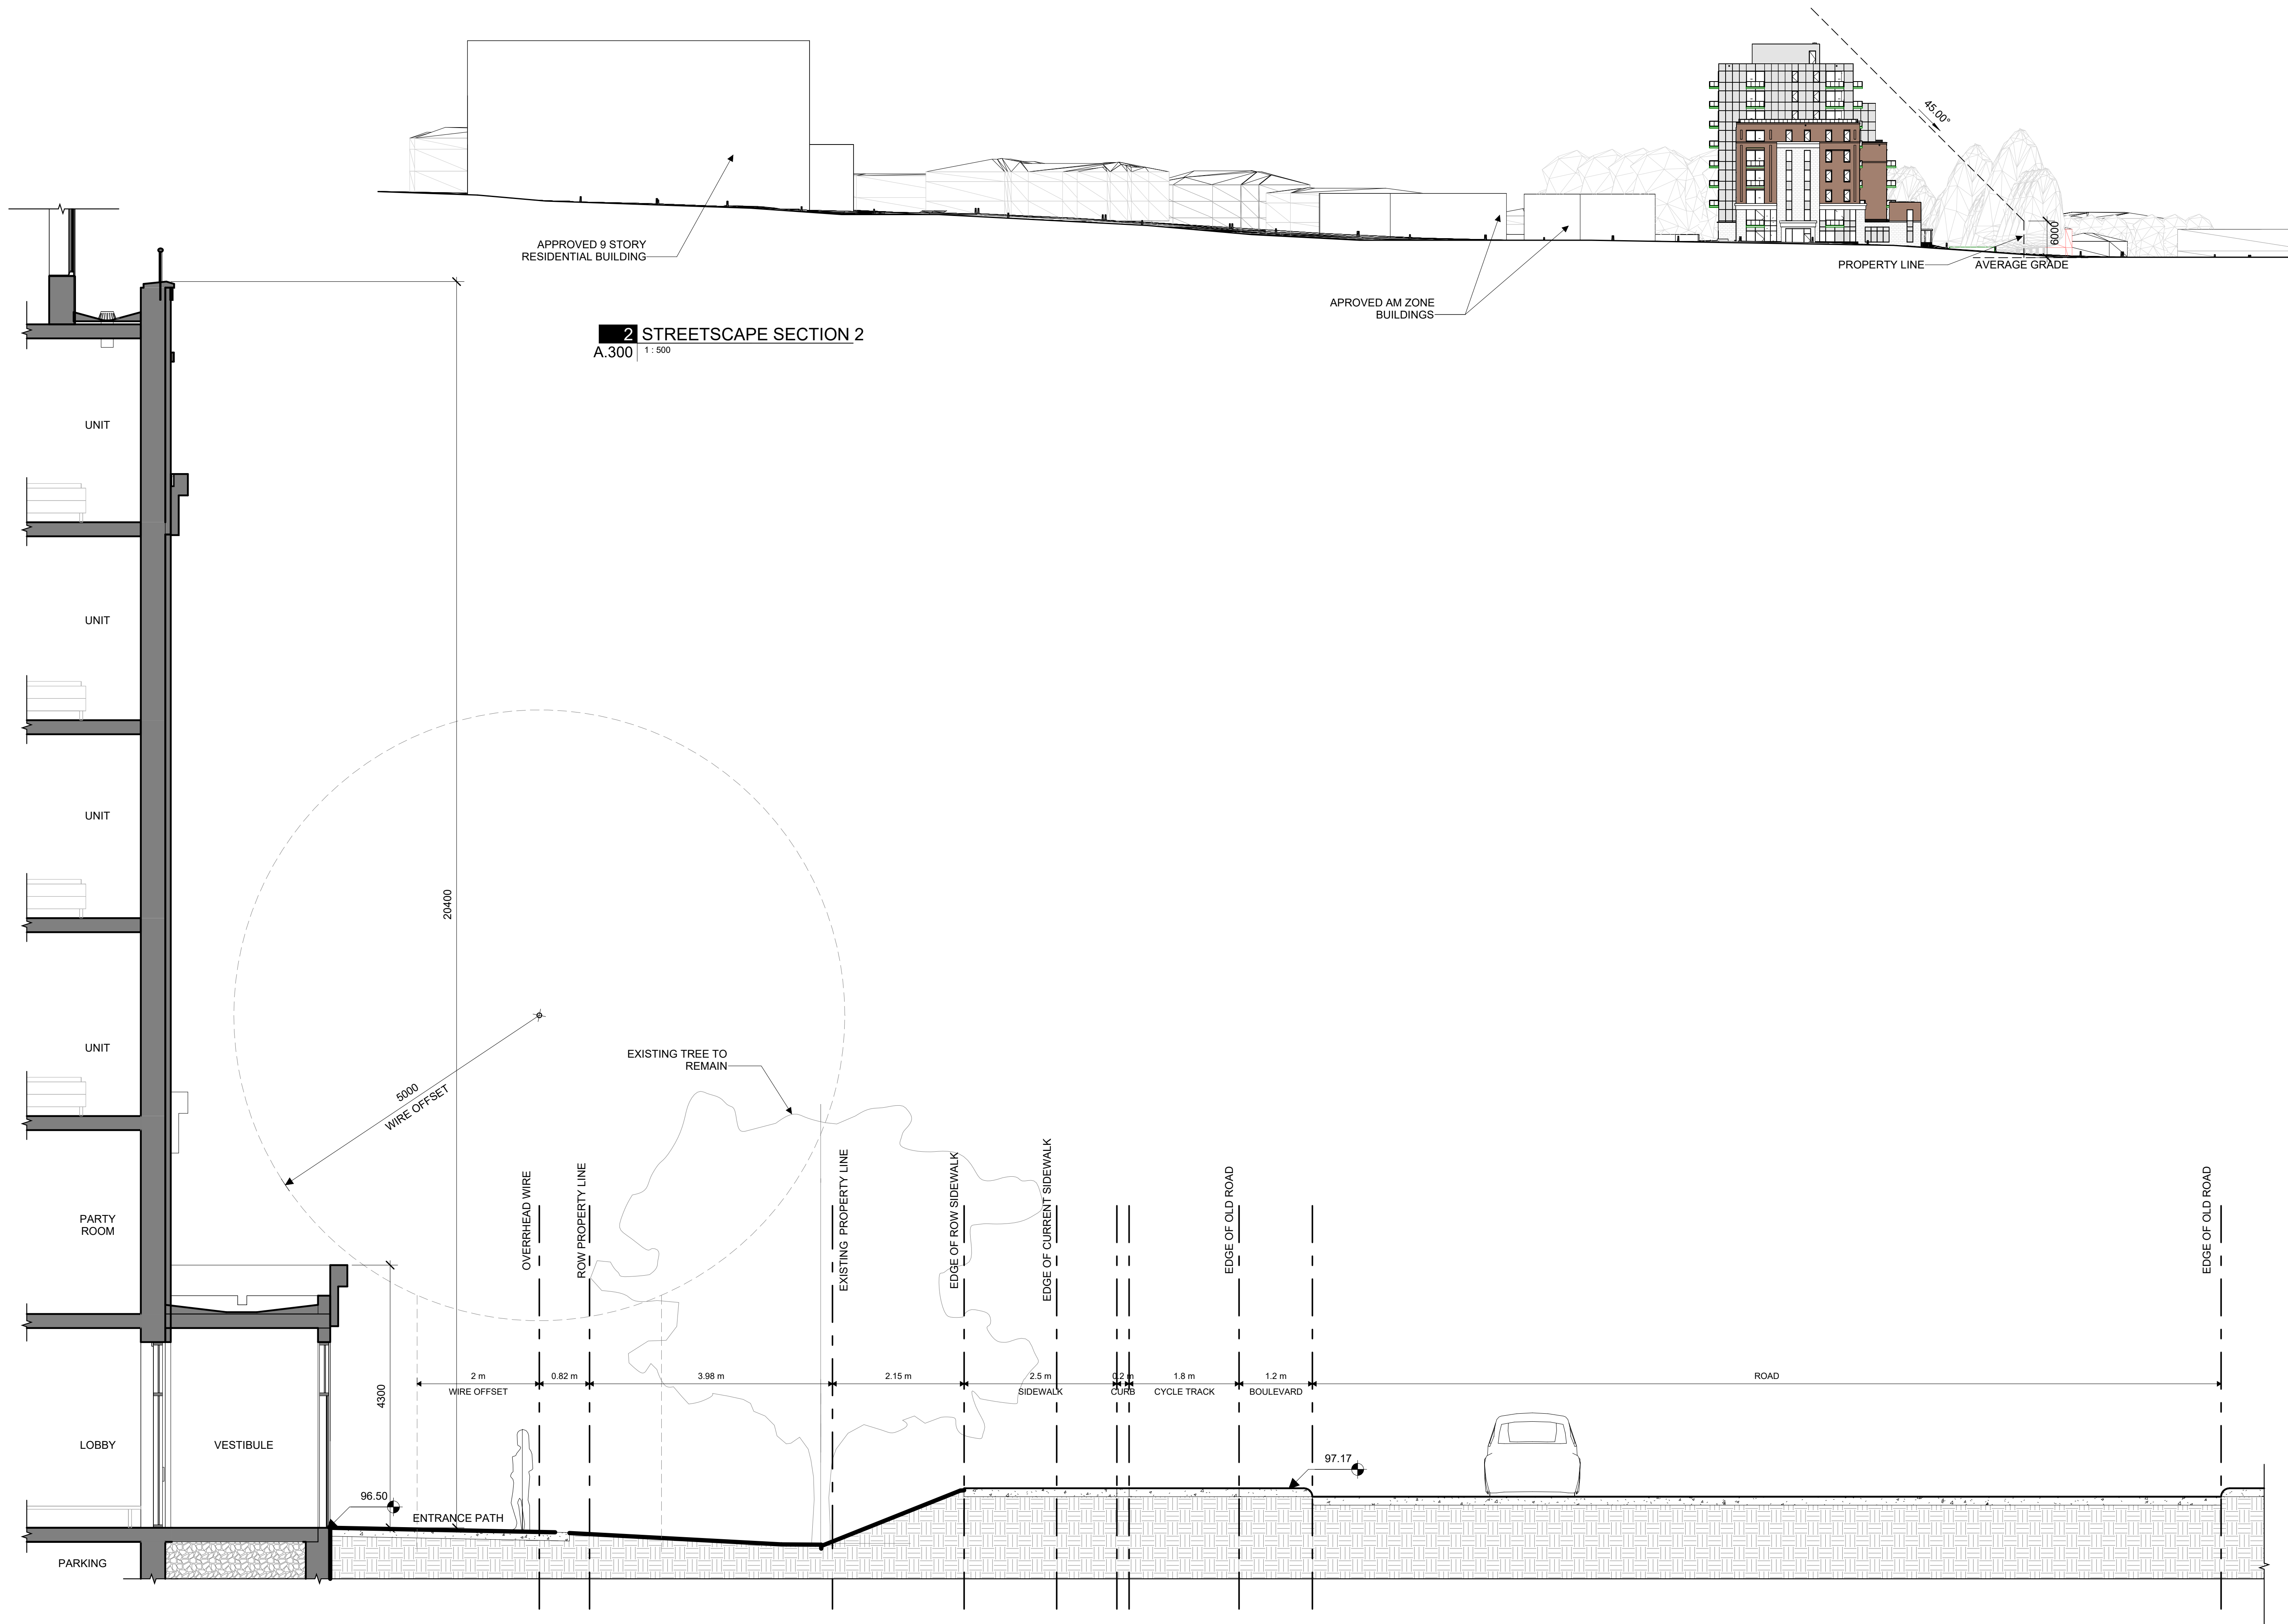 45.00°
APPROVED 9 STORY
RESIDENTIAL BUILDING
6000
PROPERTY LINE
AVERAGE GRADE
APROVED AM ZONE
BUILDINGS
2 STREETSCAPE SECTION 2
A.300 1 : 500
UNIT
UNIT
UNIT
UNIT
PARTY
ROOM
LOBBY
VESTIBULE
PARKING
20400
5000
WIRE OFFSET
EXISTING TREE TO
REMAIN
OVERRHEAD WIRE
ROW PROPERTY LINE
EXISTING PROPERTY LINE
EDGE OF ROW SIDEWALK
EDGE OF CURRENT SIDEWALK
EDGE OF OLD ROAD
EDGE OF OLD ROAD
4300
2 m
WIRE OFFSET
0.82 m
3.98 m
2.15 m
2.5 m
SIDEWALK
0.2 m
CURB
1.8 m
CYCLE TRACK
1.2 m
BOULEVARD
ROAD
96.50
ENTRANCE PATH
97.17